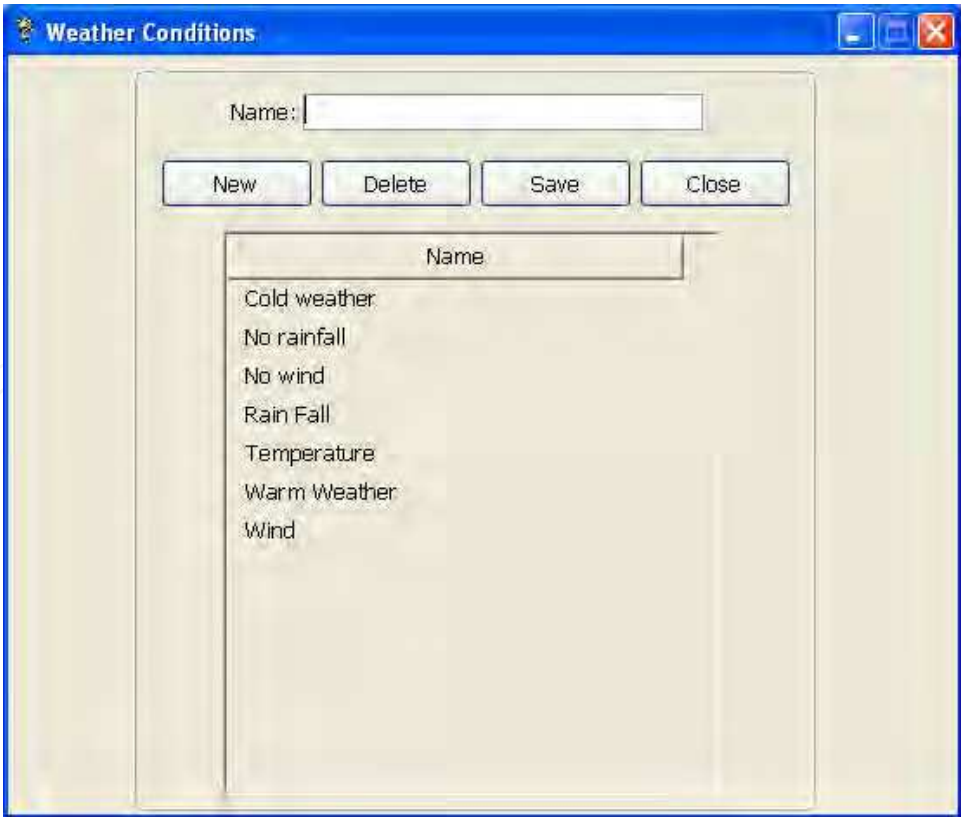 Weather Conditions
Name:
New Delete Save Close
Name
Cold weather
No rainfall
No wind
Rain Fall
Temperature
Warm Weather
Wind